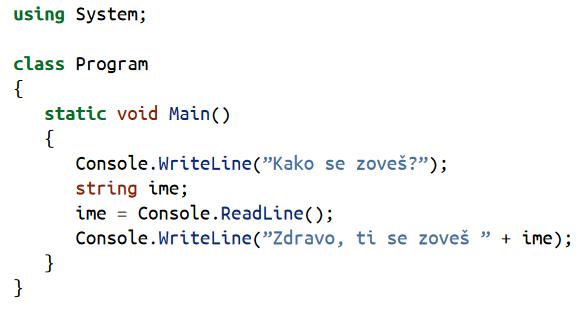 using System;
class Program
{
static void Main()
{
Console.WriteLine(”Kako se zoveš?”);
string ime;
ime = Console.ReadLine();
Console.WriteLine(”Zdravo, ti se zoveš ” + ime);
}
}